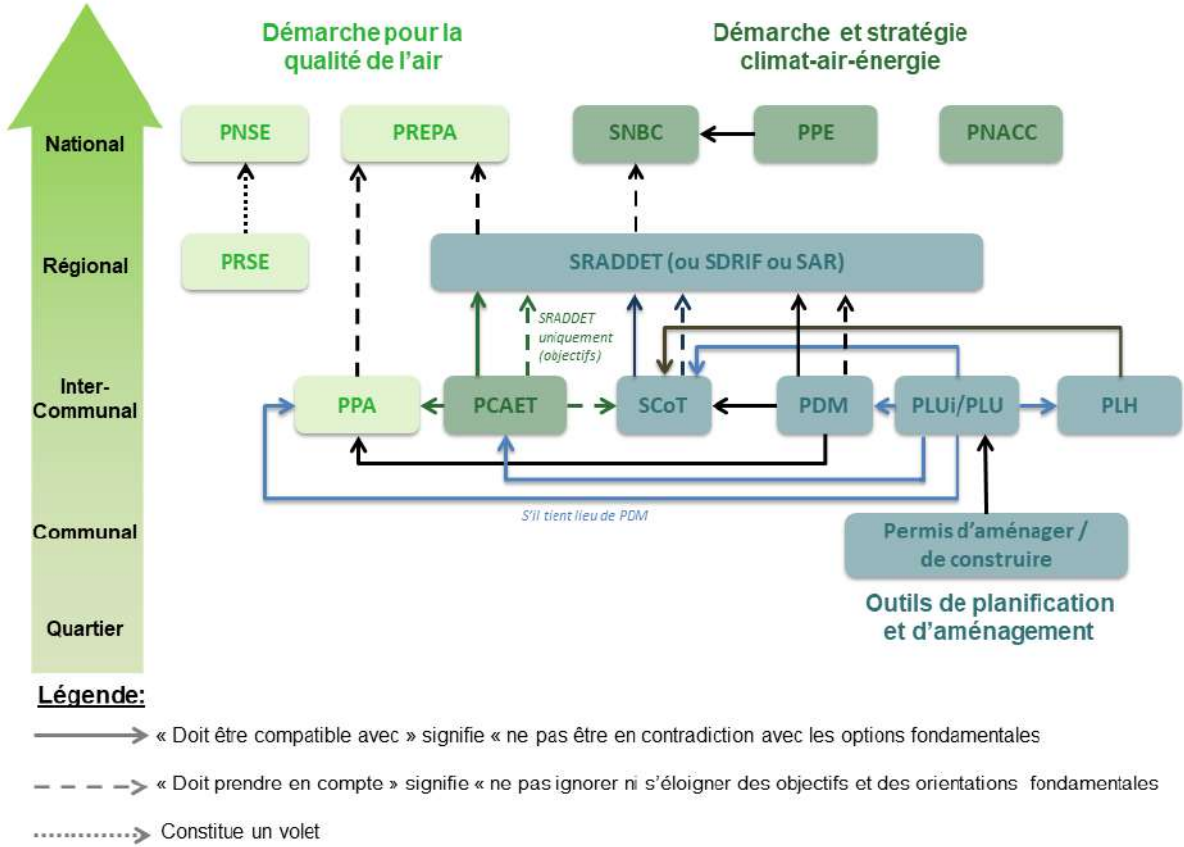 Démarche pour la
qualité de l'air
Démarche et stratégie
climat-air-énergie
National
PNSE
PREPA
SNBC
PPE
PNACC
Régional
PRSE
SRADDET (ou SDRIF ou SAR)
SRADDET
uniquement
(objectifs)
Inter-
Communal
PPA
PCAET
SCoT
PDM
PLUi/PLU
PLH
S'il tient lieu de PDM
Communal
Permis d'aménager /
de construire
Quartier
Outils de planification
et d'aménagement
Légende:
« Doit être compatible avec » signifie « ne pas être en contradiction avec les options fondamentales
« Doit prendre en compte » signifie « ne pas ignorer ni s'éloigner des objectifs et des orientations fondamentales
Constitue un volet